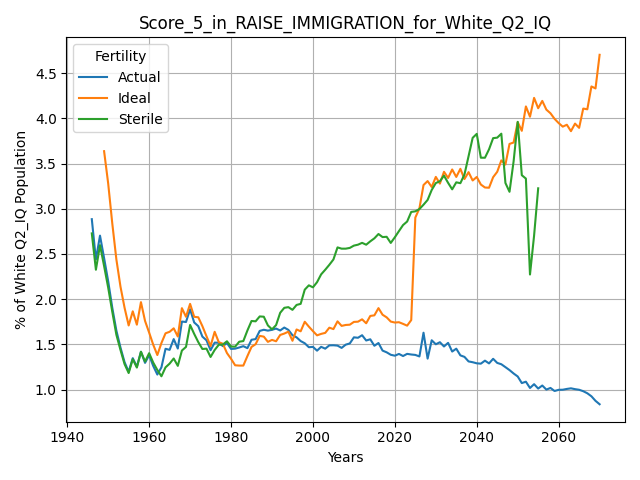 Score_5_in_RAISE_IMMIGRATION_for_White_Q2_IQ
Fertility
Actual
Ideal
Sterile
% of White Q2_IQ Population
4.5
4.0
3.5
3.0
2.5
2.0
1.5
1.0
1940 1960 1980 2000 2020 2040 2060
Years